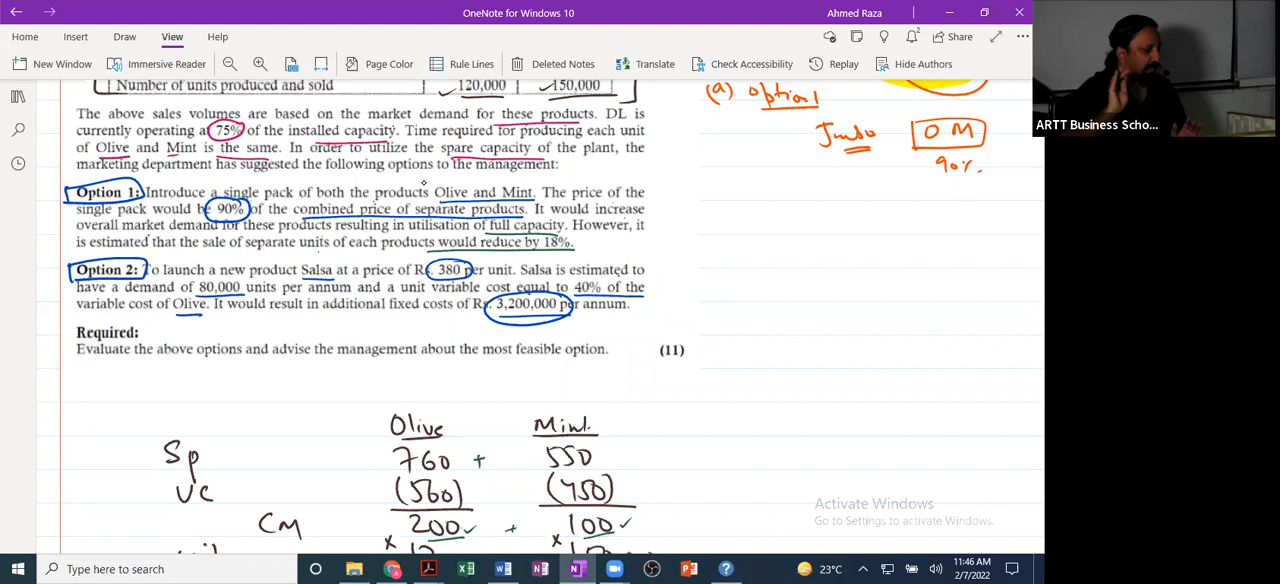 OneNote for Windows 10
Ahmed Raza
Home Insert Draw View Help
Share
New Window Immersive Reader Page Color Rule Lines Deleted Notes Translate Check Accessibility Replay Hide Authors
Number of units produced and sold 120,000 150,000
The above sales volumes are based on the market demand for these products. DL is
currently operating at 75% of the installed capacity. Time required for producing each unit
of Olive and Mint is the same. In order to utilize the spare capacity of the plant, the
marketing department has suggested the following options to the management:
Option 1: Introduce a single pack of both the products Olive and Mint. The price of the
single pack would be 90% of the combined price of separate products. It would increase
overall market demand for these products resulting in utilisation of full capacity. However, it
is estimated that the sale of separate units of each products would reduce by 18%.
Option 2: To launch a new product Salsa at a price of Rs. 380 per unit. Salsa is estimated to
have a demand of 80,000 units per annum and a unit variable cost equal to 40% of the
variable cost of Olive. It would result in additional fixed costs of Rs. 3,200,000 per annum.
Required:
Evaluate the above options and advise the management about the most feasible option. (11)
(a) Option 1
Jumbo O M
90%
Olive Mint
Sp 760 + 550
VC (560) (450)
CM 200 + 100
×
×
ARTT Business Scho...
Activate Windows
Go to Settings to activate Windows.
Type here to search
23°C
11:46 AM
2/7/2022